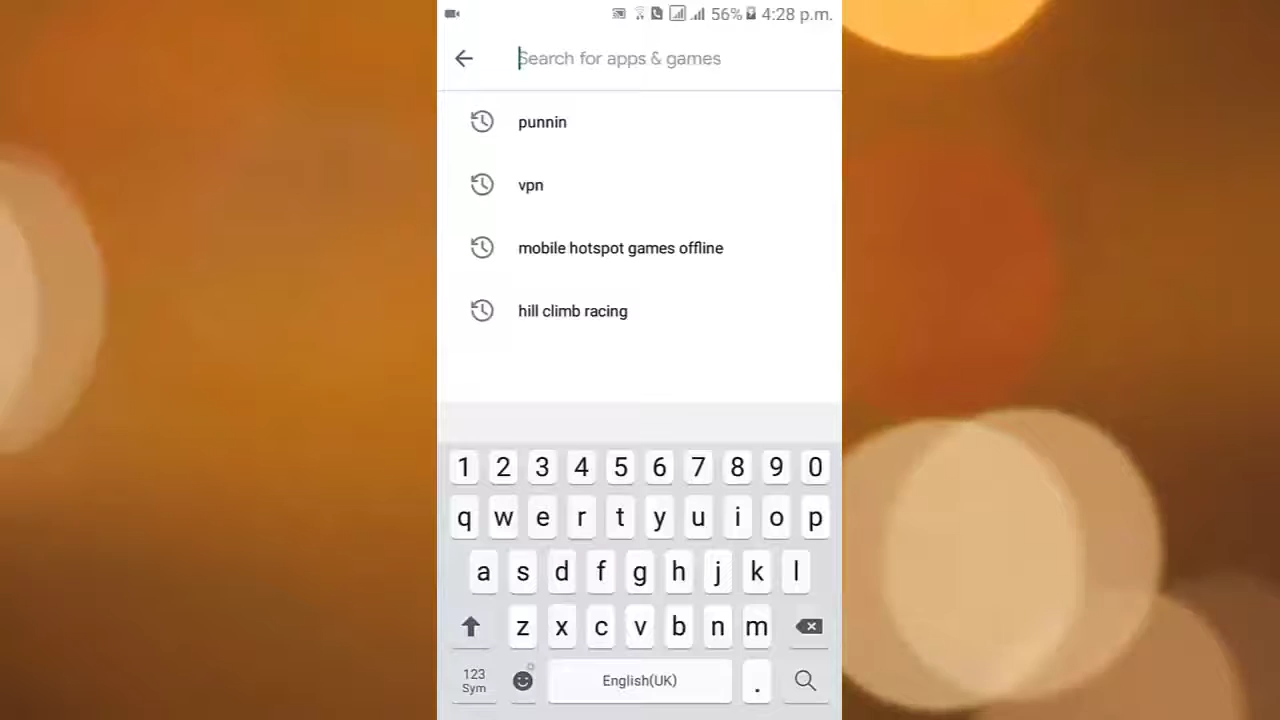 56% 4:28 p.m.
Search for apps & games
punnin
vpn
mobile hotspot games offline
hill climb racing
1 2 3 4 5 6 7 8 9 0
q w e r t y u i o p
a s d f g h j k l
z x c v b n m
123
Sym
English(UK)
.